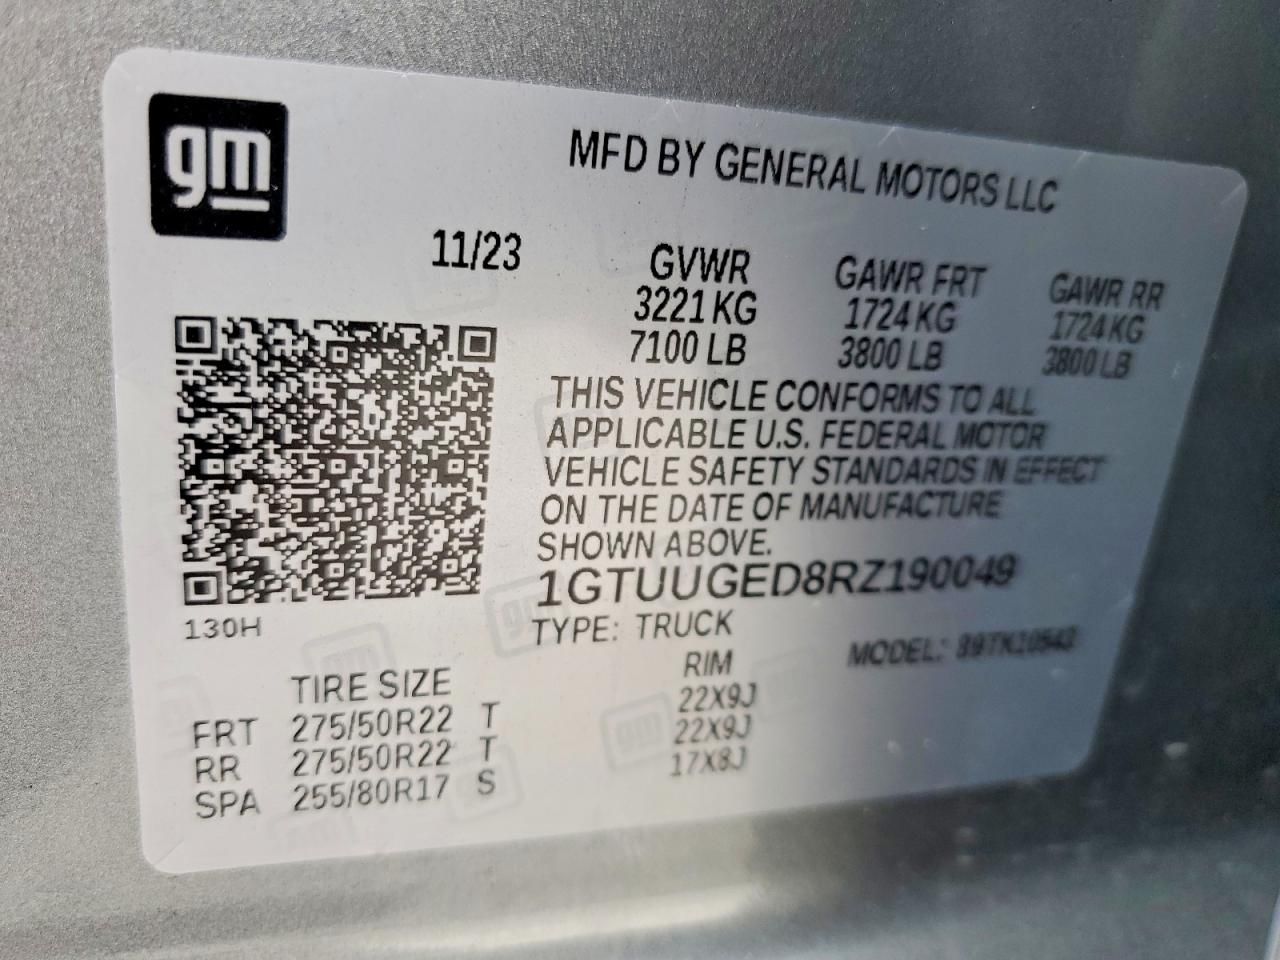 gm
MFD BY GENERAL MOTORS LLC
11/23 GVWR GAWR FRT GAWR RR
3221 KG 1724 KG 1724 KG
7100 LB 3800 LB 3800 LB
THIS VEHICLE CONFORMS TO ALL
APPLICABLE U.S. FEDERAL MOTOR
VEHICLE SAFETY STANDARDS IN EFFECT
ON THE DATE OF MANUFACTURE
SHOWN ABOVE.
1GTUUGED8RZ190049
130H
TYPE: TRUCK MODEL:
TIRE SIZE RIM
FRT 275/50R22 T 22X9J
RR 275/50R22 T 22X9J
SPA 255/80R17 S 17X8J